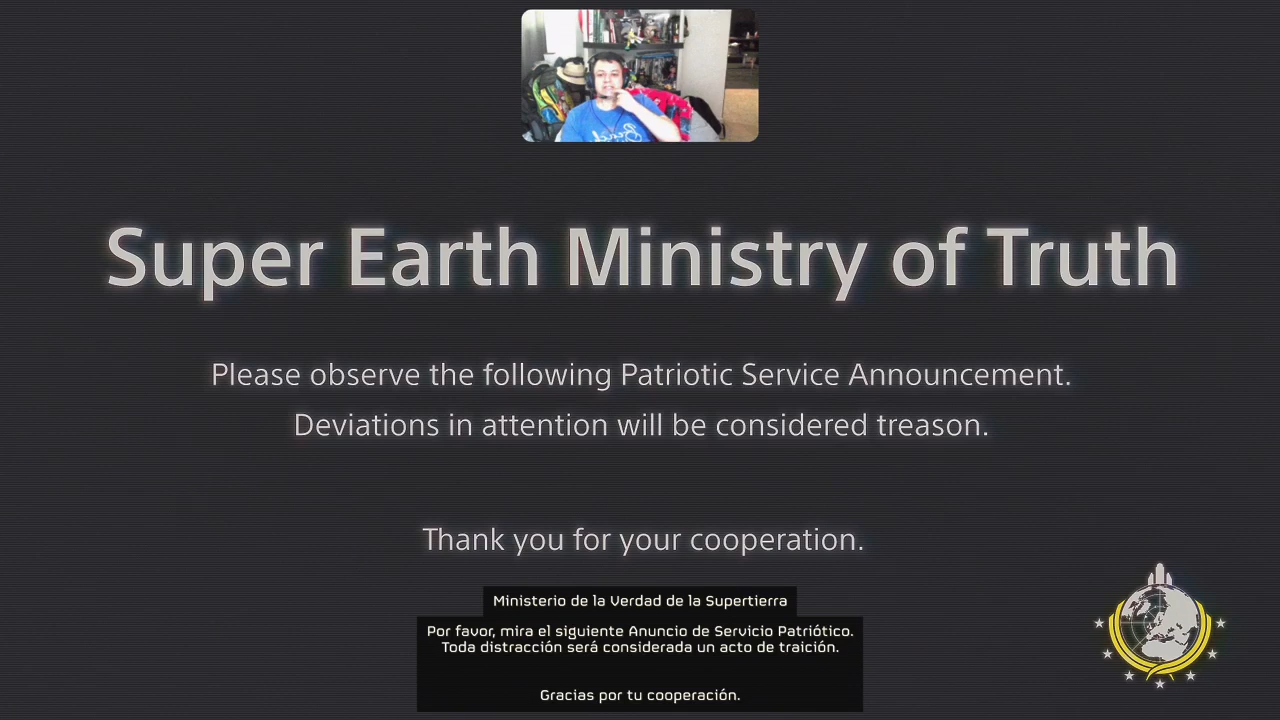 Super Earth Ministry of Truth
Please observe the following Patriotic Service Announcement.
Deviations in attention will be considered treason.
Thank you for your cooperation.
Ministerio de la Verdad de la Supertierra
Por favor, mira el siguiente Anuncio de Servicio Patriótico.
Toda distracción será considerada un acto de traición.
Gracias por tu cooperación.